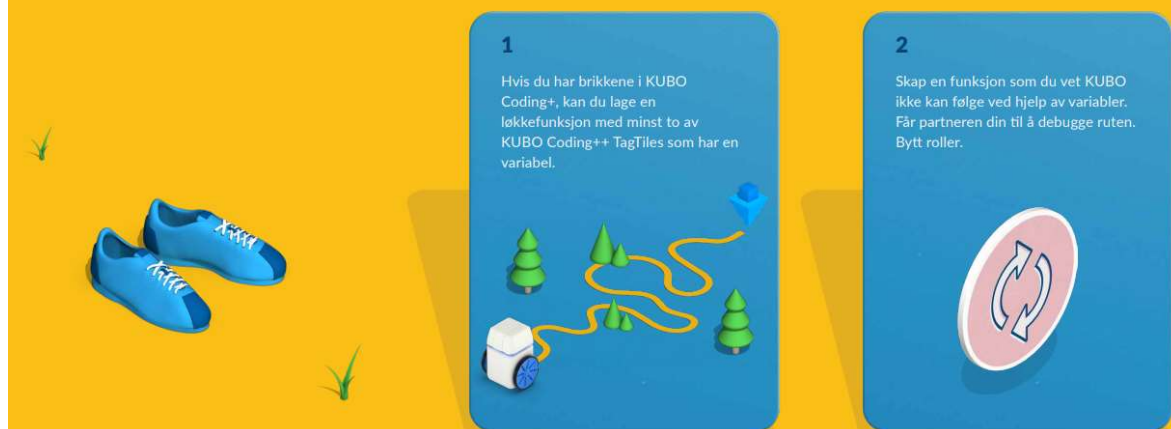 1
Hvis du har brikkene i KUBO
Coding+, kan du lage en
løkkefunksjon med minst to av
KUBO Coding++ TagTiles som har en
variabel.
2
Skap en funksjon som du vet KUBO
ikke kan følge ved hjelp av variabler.
Får partneren din til å debugge ruten.
Bytt roller.